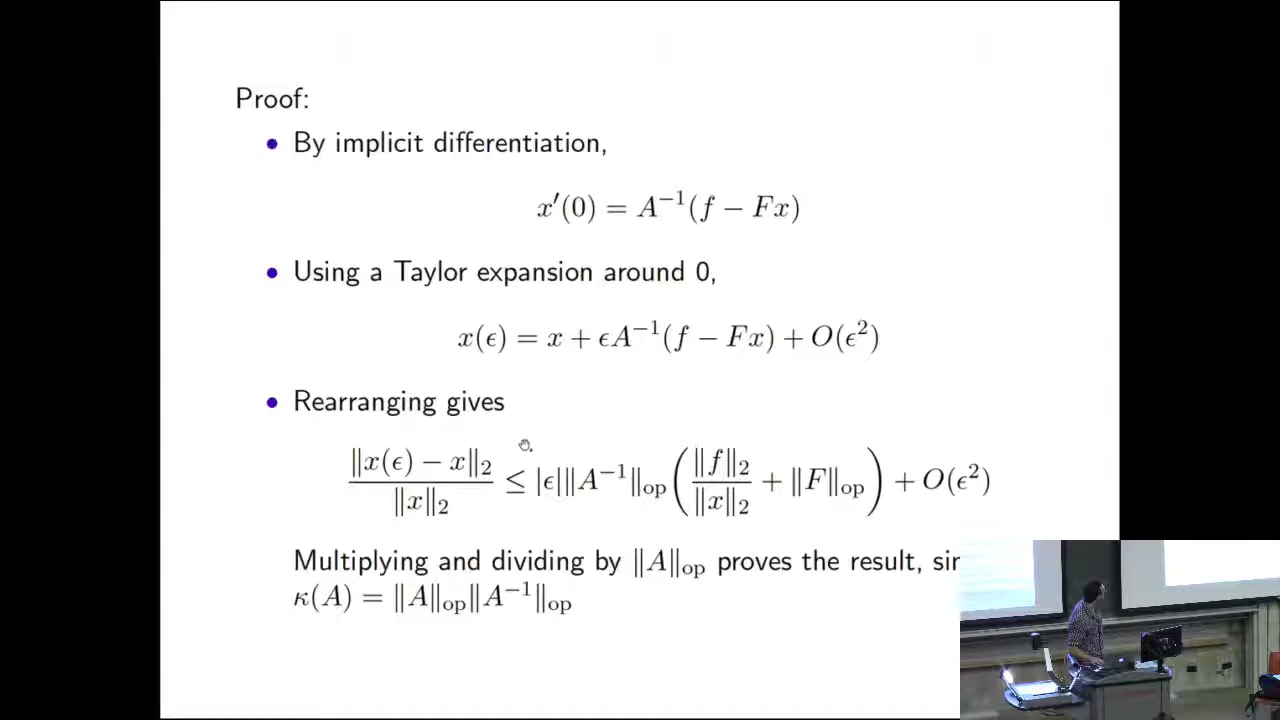 Proof:
• By implicit differentiation,
x′(0) = A⁻¹(f − Fx)
• Using a Taylor expansion around 0,
x(ϵ) = x + ϵA⁻¹(f − Fx) + O(ϵ²)
• Rearranging gives
‖x(ϵ) − x‖₂ / ‖x‖₂ ≤ |ϵ|‖A⁻¹‖op(‖f‖₂ / ‖x‖₂ + ‖F‖op) + O(ϵ²)
Multiplying and dividing by ‖A‖op proves the result,
κ(A) = ‖A‖op‖A⁻¹‖op